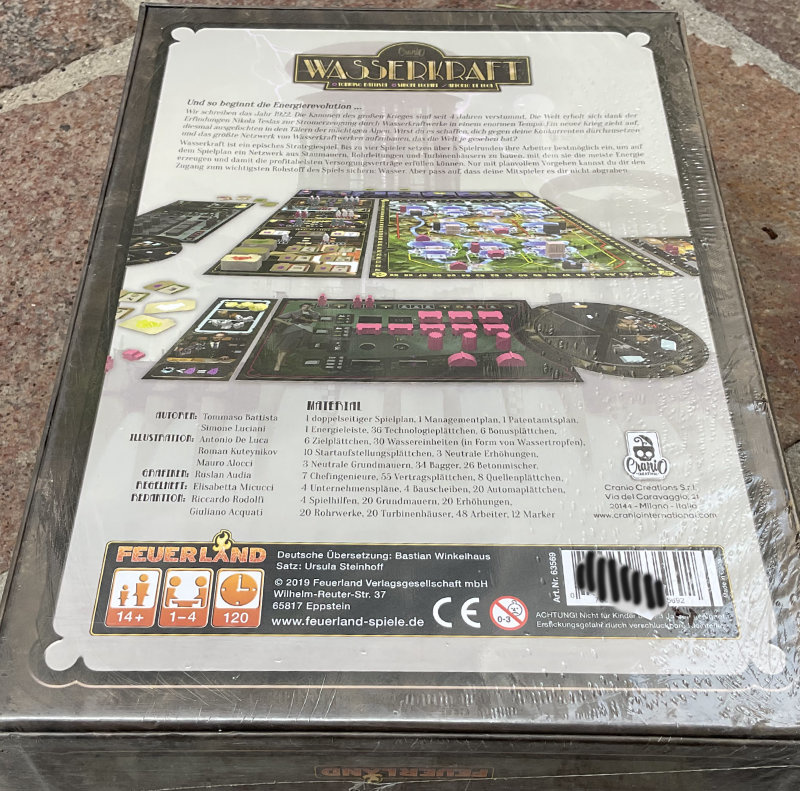 Cranio
WASSERKRAFT
TOMMASO BATTISTA
Und so beginnt die Energierevolution ...
Wir schreiben das Jahr 1922. Die Kanonen des großen Krieges sind seit 4 Jahren verstummt. Die Welt erholt sich dank der
Erfindungen Nikola Teslas zur Stromerzeugung durch Wasserkraftwerke in einem enormen Tempo. Ein neuer Krieg zieht auf,
diesmal ausgefochten in den Tälern der mächtigen Alpen. Wirst du es schaffen, dich gegen deine Konkurrenten durchzusetzen
und das größte Netzwerk von Wasserkraftwerken aufzubauen, das die Welt je gesehen hat?
Wasserkraft ist ein episches Strategiespiel. Bis zu vier Spieler setzen über 5 Spielrunden ihre Arbeiter bestmöglich ein, um auf
dem Spielplan ein Netzwerk aus Staumauern, Rohrleitungen und Turbinenhäusern zu bauen, mit dem sie die meiste Energie
erzeugen und damit die profitabelsten Versorgungsverträge erfüllen können. Nur mit planvollem Vorgehen kannst du dir den
Zugang zum wichtigsten Rohstoff des Spiels sichern: Wasser. Aber pass auf, dass deine Mitspieler es dir nicht abgraben.
AUTOREN: Tommaso Battista
Simone Luciani
ILLUSTRATION: Antonio De Luca
Roman Kuteynikov
Mauro Alocci
GRAFIKER: Ruslan Audia
REGELHEFT: Elisabetta Micucci
REDAKTION: Riccardo Rodolfi
Giuliano Acquati
MATERIAL
1 doppelseitiger Spielplan, 1 Managementplan, 1 Patentamtsplan,
1 Energieleiste, 36 Technologieplättchen, 6 Bonusplättchen,
6 Zielplättchen, 30 Wassereinheiten (in Form von Wassertropfen),
10 Startaufstellungsplättchen, 3 Neutrale Erhöhungen,
3 Neutrale Grundmauern, 34 Bagger, 26 Betonmischer,
7 Chefingenieure, 55 Vertragsplättchen, 8 Quellenplättchen,
4 Unternehmenspläne, 4 Bauscheiben, 20 Automaplättchen,
4 Spielhilfen, 20 Grundmauern, 20 Erhöhungen,
20 Rohrwerke, 20 Turbinenhäuser, 48 Arbeiter, 12 Marker
Cranio
CREATIONS
Cranio Creations S.r.l.
Via del Caravaggio, 21
20144 - Milano - Italia
www.craniointernational.com
FEUERLAND
14+
1–4
120
Deutsche Übersetzung: Bastian Winkelhaus
Satz: Ursula Steinhoff
© 2019 Feuerland Verlagsgesellschaft mbH
Wilhelm-Reuter-Str. 37
65817 Eppstein
www.feuerland-spiele.de
CE
0-3
Art.Nr. 63569
ACHTUNG! Nicht für Kinder
Erstickungsgefahr durch verschluckbare
FEUERLAND